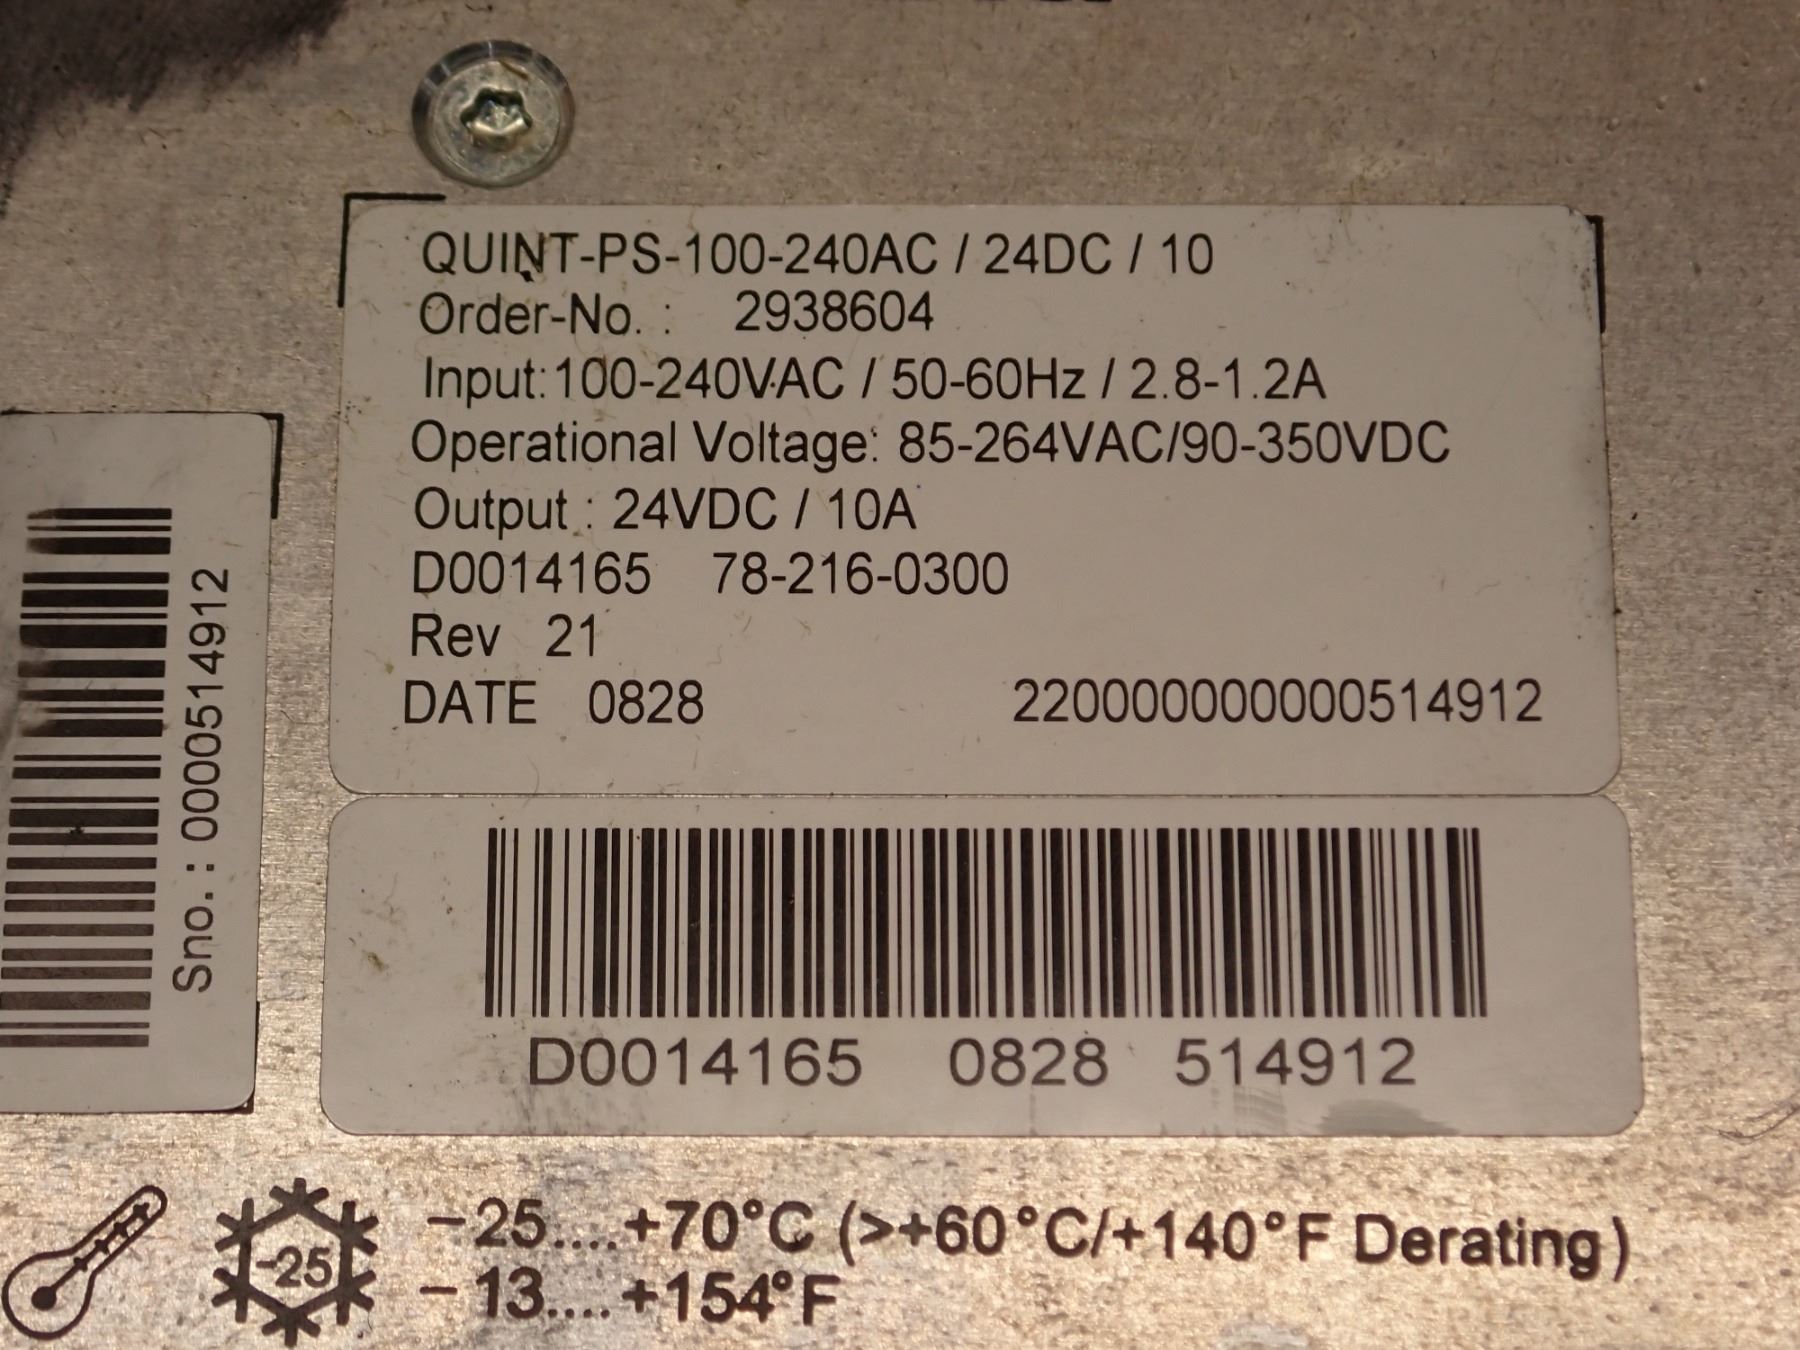 QUINT-PS-100-240AC / 24DC / 10
Order-No. : 2938604
Input: 100-240VAC / 50-60Hz / 2.8-1.2A
Operational Voltage: 85-264VAC/90-350VDC
Output : 24VDC / 10A
D0014165 78-216-0300
Rev 21
DATE 0828 220000000000514912
Sno. : 0000514912
D0014165 0828 514912
-25
-25....+70°C (>+60°C/+140°F Derating)
-13....+154°F